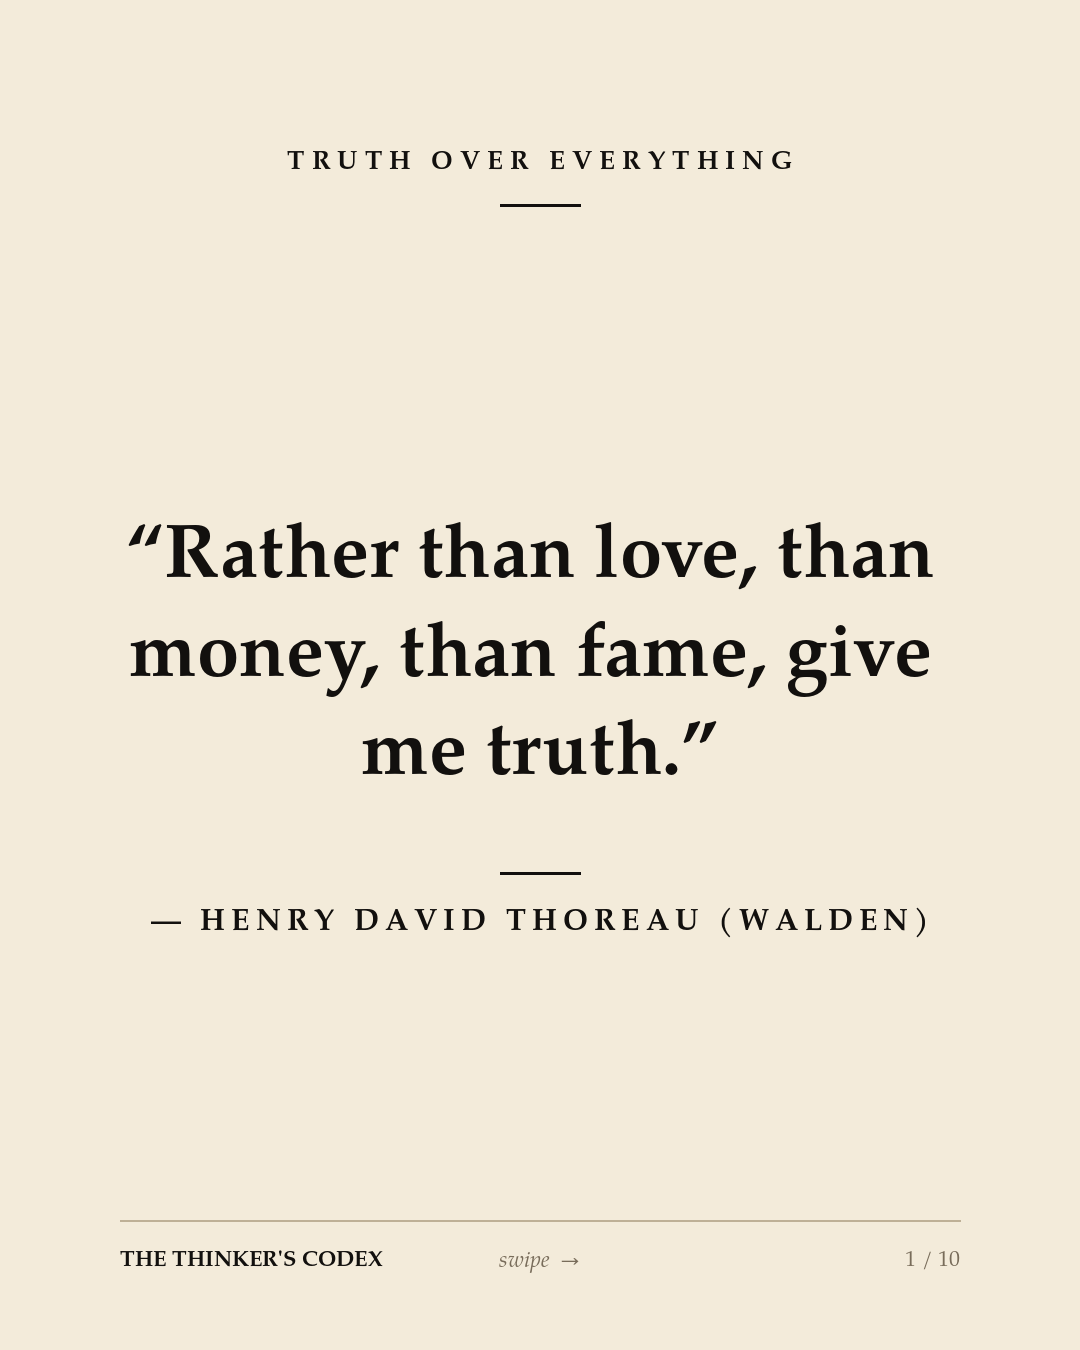 TRUTH OVER EVERYTHING
“Rather than love, than
money, than fame, give
me truth.”
— HENRY DAVID THOREAU (WALDEN)
THE THINKER'S CODEX swipe → 1 / 10